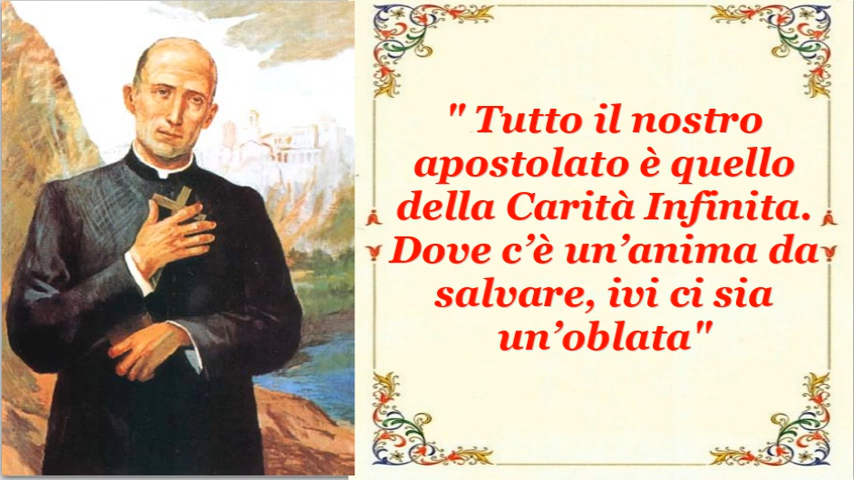 " Tutto il nostro
apostolato è quello
della Carità Infinita.
Dove c’è un’anima da
salvare, ivi ci sia
un’oblata"